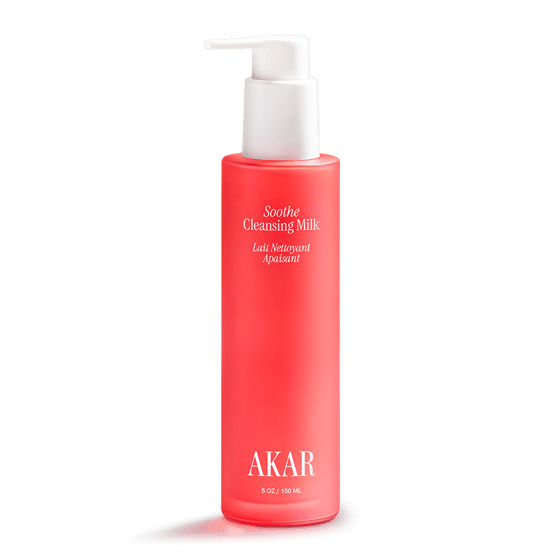 Soothe
Cleansing Milk
Lait Nettoyant
Apaisant
AKAR
5 OZ / 150 ML